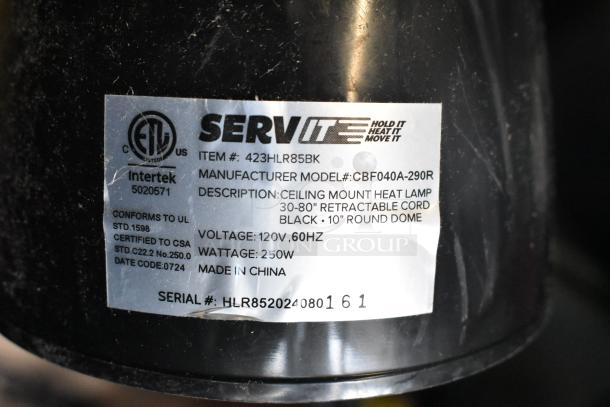 SERVIT HOLD IT
HEAT IT
MOVE IT
C ETL US
Intertek
5020571
ITEM #: 423HLR85BK
MANUFACTURER MODEL#:CBF040A-290R
DESCRIPTION:CEILING MOUNT HEAT LAMP
30-80" RETRACTABLE CORD
BLACK • 10" ROUND DOME
CONFORMS TO UL
STD.1598
CERTIFIED TO CSA
STD.C22.2 No.250.0
DATE CODE:0724
VOLTAGE: 120V,60HZ
WATTAGE: 250W
MADE IN CHINA
GROUP
SERIAL #: HLR852024080161